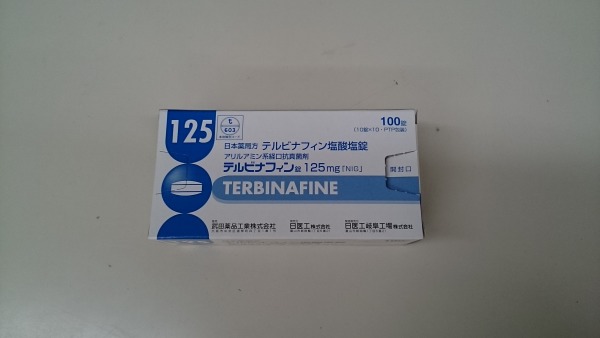 125
t
603
100錠
(10錠×10・PTP包装)
日本薬局方 テルビナフィン塩酸塩錠
アリルアミン系経口抗真菌剤
テルビナフィン錠125mg「NIG」
開封口
TERBINAFINE
武田薬品工業株式会社
日医工株式会社
日医工岐阜工場株式会社